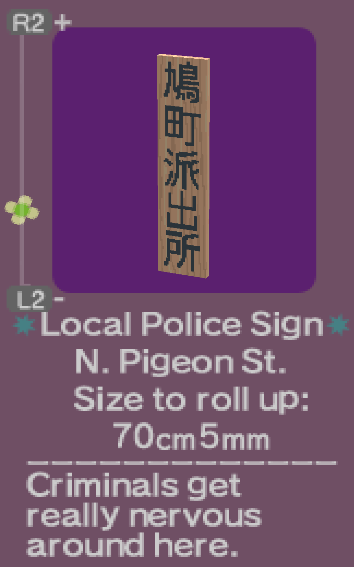 R2 +
鳩町派出所
L2 -
Local Police Sign
N. Pigeon St.
Size to roll up:
70cm5mm
Criminals get
really nervous
around here.